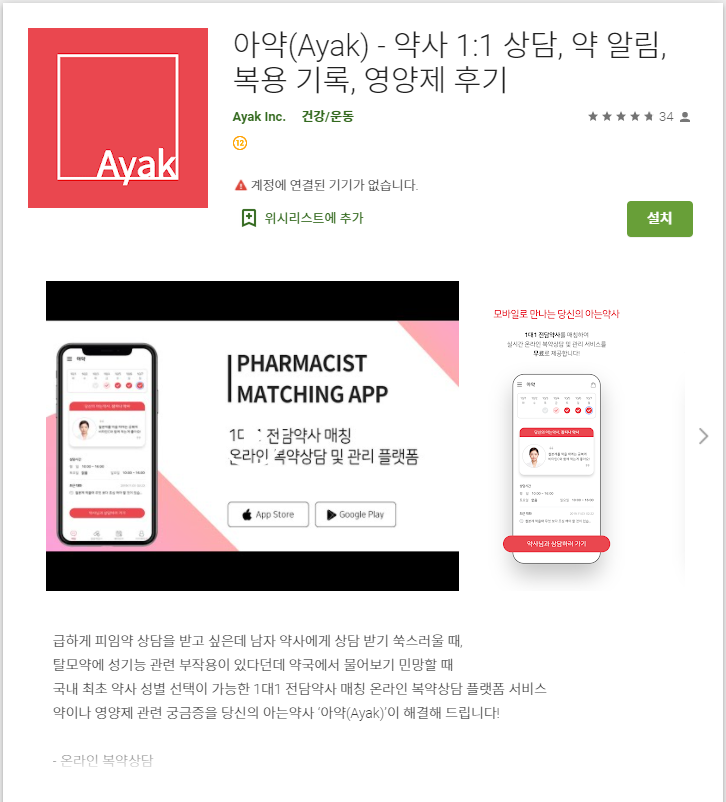 Ayak
아약(Ayak) - 약사 1:1 상담, 약 알림,
복용 기록, 영양제 후기
Ayak Inc. 건강/운동
34
12
계정에 연결된 기기가 없습니다.
위시리스트에 추가
설치
PHARMACIST
MATCHING APP
전담약사 매칭
온라인 복약상담 및 관리 플랫폼
App Store
Google Play
모바일로 만나는 당신의 아는약사
1대1 전담약사를 매칭하여
실시간 온라인 복약상담 및 관리 서비스를
무료로 제공합니다!
아약
약사님과 상담하러 가기
급하게 피임약 상담을 받고 싶은데 남자 약사에게 상담 받기 쑥스러울 때,
탈모약에 성기능 관련 부작용이 있다던데 약국에서 물어보기 민망할 때
국내 최초 약사 성별 선택이 가능한 1대1 전담약사 매칭 온라인 복약상담 플랫폼 서비스
약이나 영양제 관련 궁금증을 당신의 아는약사 '아약(Ayak)'이 해결해 드립니다!
- 온라인 복약상담